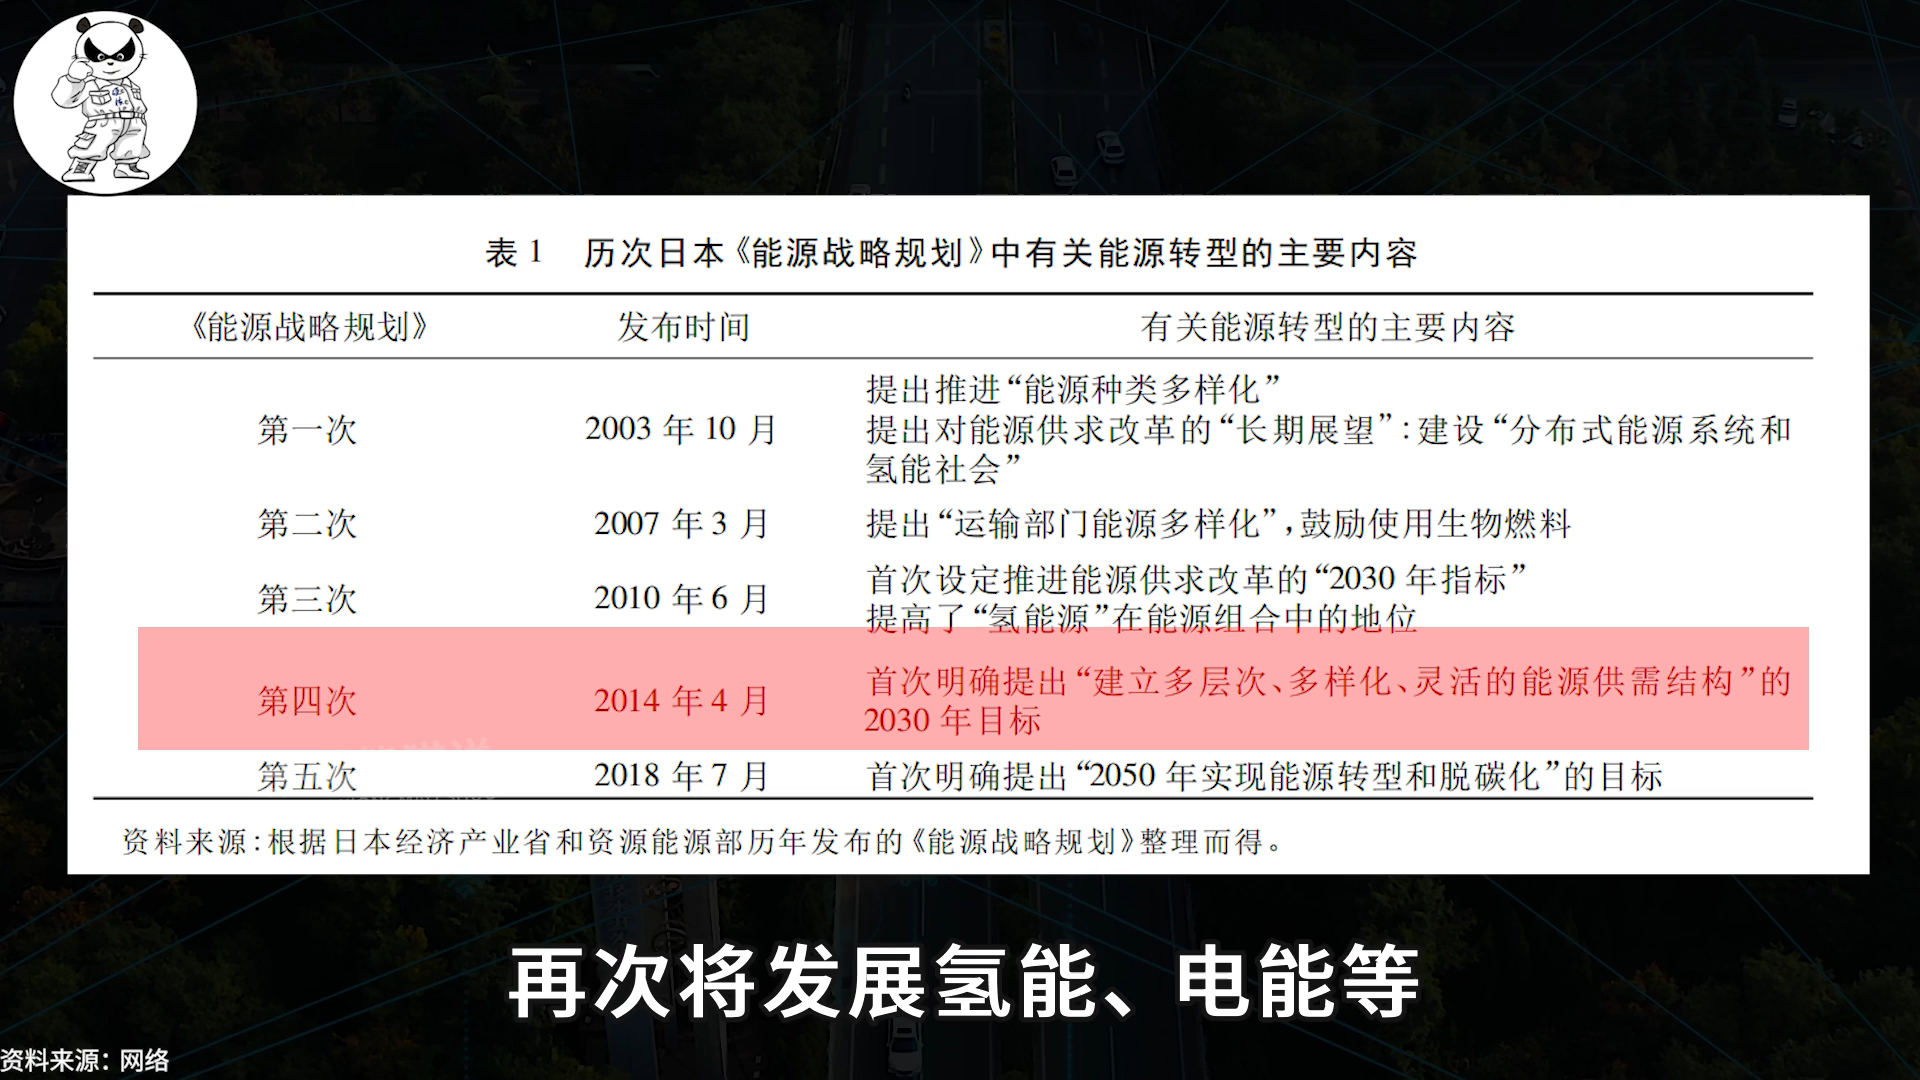 表 1 历次日本《能源战略规划》中有关能源转型的主要内容
《能源战略规划》 发布时间 有关能源转型的主要内容
第一次 2003 年 10 月 提出推进“能源种类多样化”
提出对能源供求改革的“长期展望”:建设“分布式能源系统和
氢能社会”
第二次 2007 年 3 月 提出“运输部门能源多样化”,鼓励使用生物燃料
第三次 2010 年 6 月 首次设定推进能源供求改革的“2030 年指标”
提高了“氢能源”在能源组合中的地位
第四次 2014 年 4 月 首次明确提出“建立多层次、多样化、灵活的能源供需结构”的
2030 年目标
第五次 2018 年 7 月 首次明确提出“2050 年实现能源转型和脱碳化”的目标
资料来源:根据日本经济产业省和资源能源部历年发布的《能源战略规划》整理而得。
再次将发展氢能、电能等
资料来源：网络